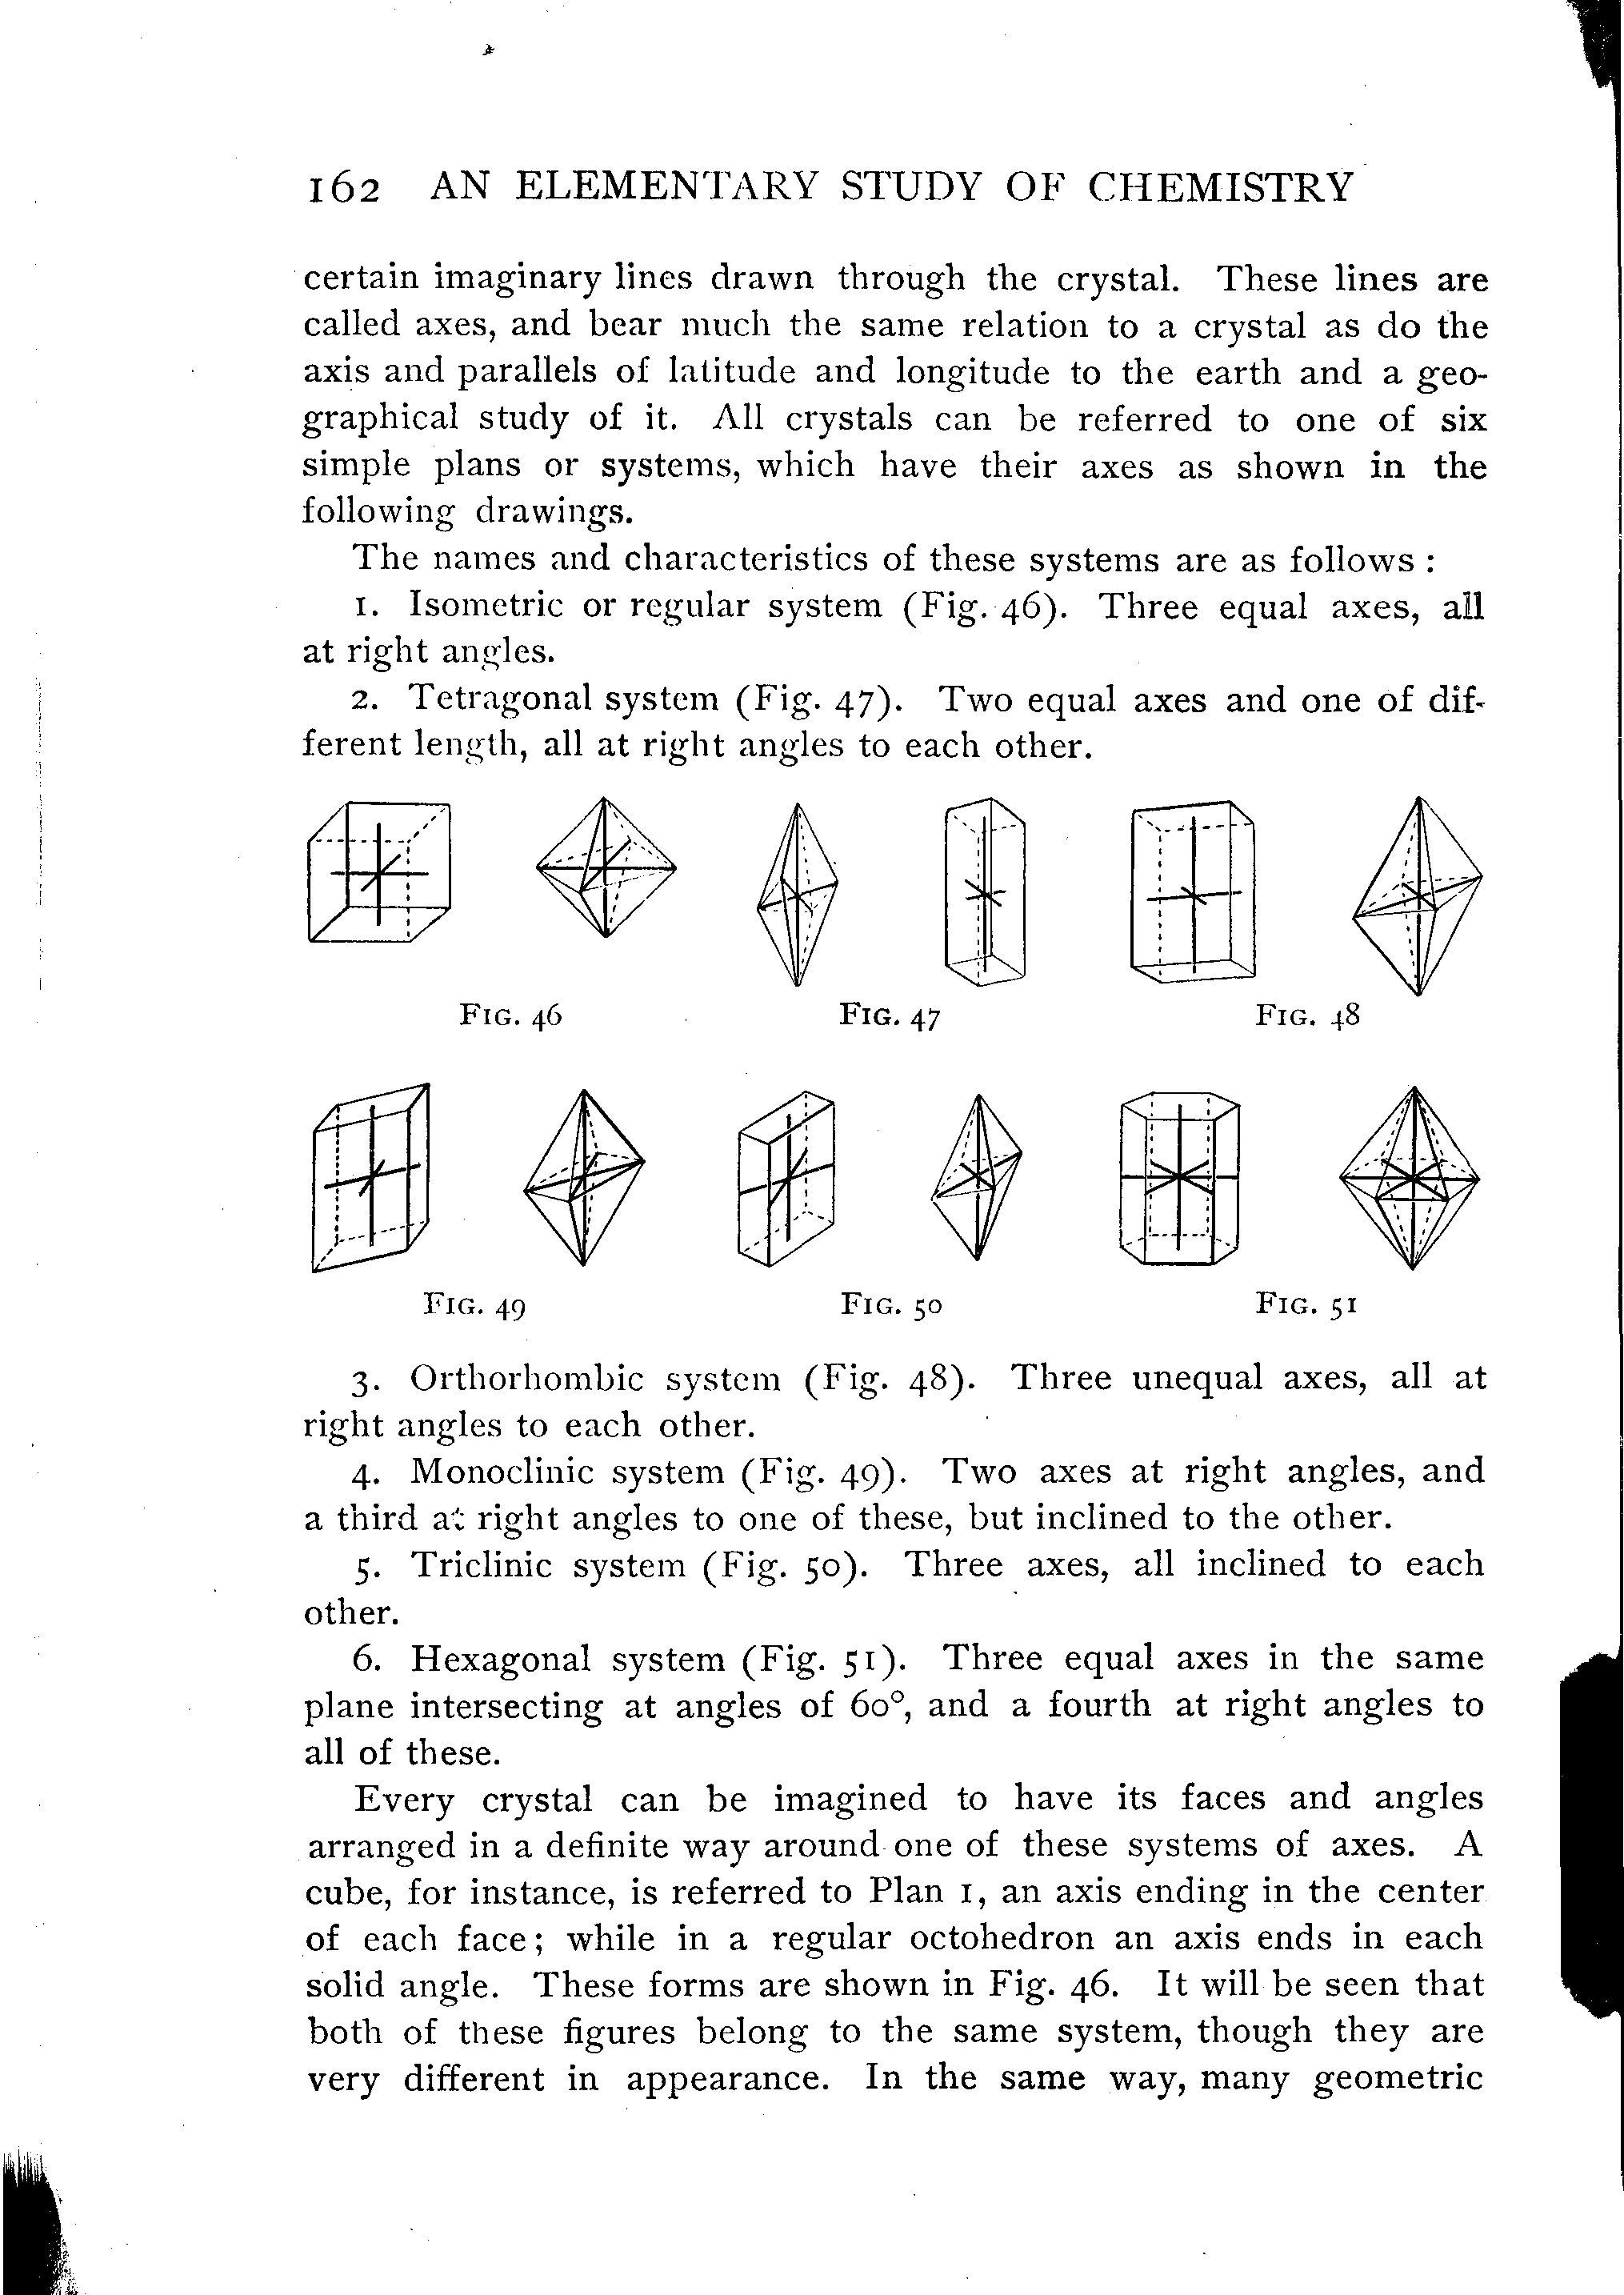 162 AN ELEMENTARY STUDY OF CHEMISTRY
certain imaginary lines drawn through the crystal. These lines are
called axes, and bear much the same relation to a crystal as do the
axis and parallels of latitude and longitude to the earth and a geo-
graphical study of it. All crystals can be referred to one of six
simple plans or systems, which have their axes as shown in the
following drawings.
The names and characteristics of these systems are as follows :
1. Isometric or regular system (Fig. 46). Three equal axes, all
at right angles.
2. Tetragonal system (Fig. 47). Two equal axes and one of dif-
ferent length, all at right angles to each other.
FIG. 46
FIG. 47
FIG. 48
FIG. 49
FIG. 50
FIG. 51
3. Orthorhombic system (Fig. 48). Three unequal axes, all at
right angles to each other.
4. Monoclinic system (Fig. 49). Two axes at right angles, and
a third at right angles to one of these, but inclined to the other.
5. Triclinic system (Fig. 50). Three axes, all inclined to each
other.
6. Hexagonal system (Fig. 51). Three equal axes in the same
plane intersecting at angles of 60°, and a fourth at right angles to
all of these.
Every crystal can be imagined to have its faces and angles
arranged in a definite way around one of these systems of axes. A
cube, for instance, is referred to Plan 1, an axis ending in the center
of each face; while in a regular octohedron an axis ends in each
solid angle. These forms are shown in Fig. 46. It will be seen that
both of these figures belong to the same system, though they are
very different in appearance. In the same way, many geometric